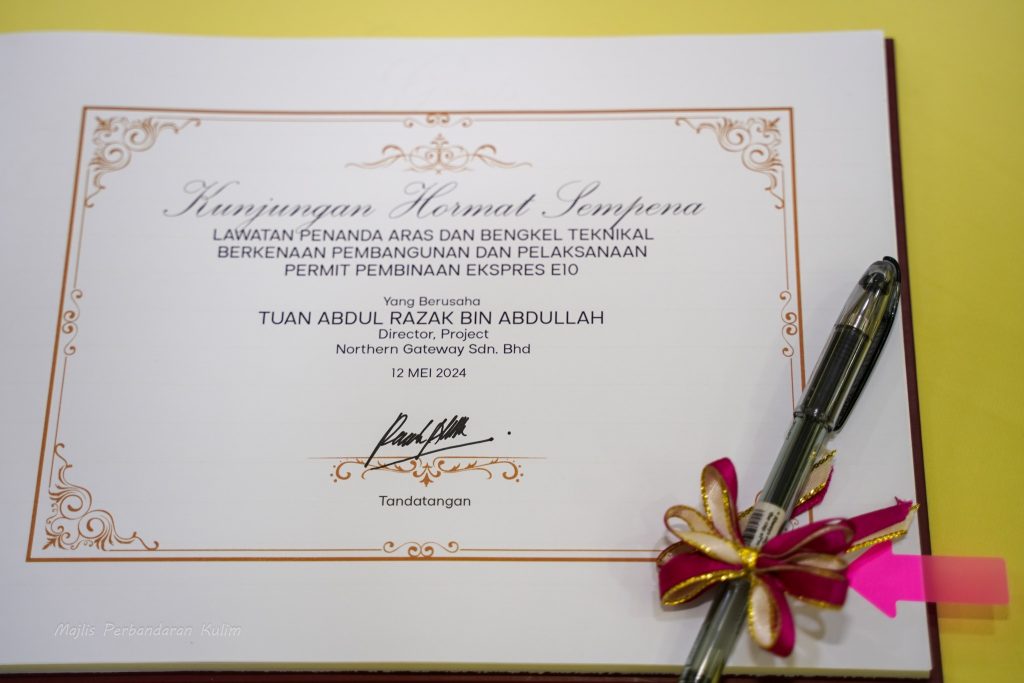 Kunjungan Hormat Sempena
LAWATAN PENANDA ARAS DAN BENGKEL TEKNIKAL
BERKENAAN PEMBANGUNAN DAN PELAKSANAAN
PERMIT PEMBINAAN EKSPRES E10
Yang Berusaha
TUAN ABDUL RAZAK BIN ABDULLAH
Director, Project
Northern Gateway Sdn. Bhd
12 MEI 2024
Tandatangan
Majlis Perbandaran Kulim